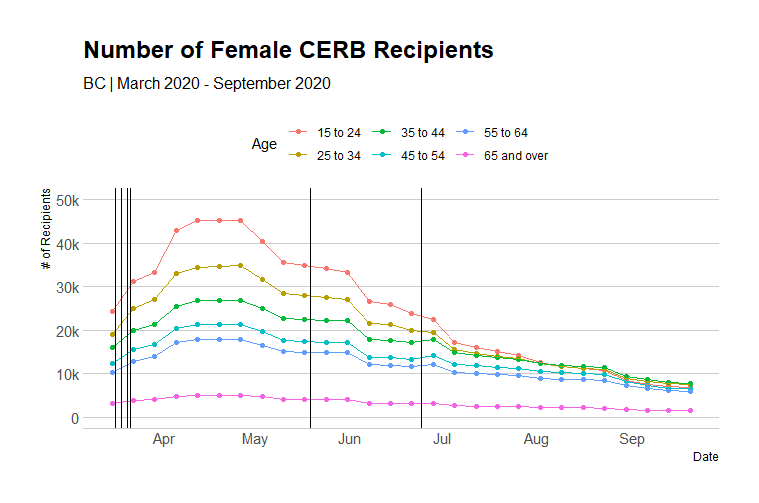 Number of Female CERB Recipients
BC | March 2020 - September 2020
Age
15 to 24 35 to 44 55 to 64
25 to 34 45 to 54 65 and over
# of Recipients
50k
40k
30k
20k
10k
0
Apr May Jun Jul Aug Sep
Date